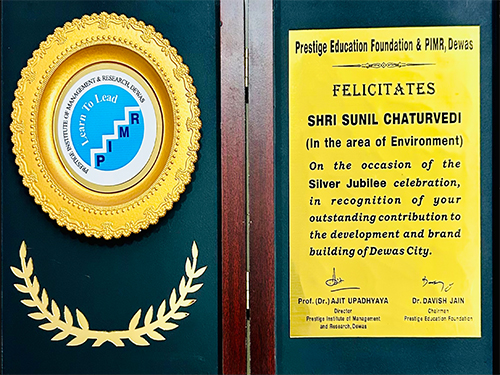 PRESTIGE INSTITUTE OF MANAGEMENT & RESEARCH, DEWAS
Learn To Lead
PIMR
Prestige Education Foundation & PIMR, Dewas
FELICITATES
SHRI SUNIL CHATURVEDI
(In the area of Environment)
On the occasion of the
Silver Jubilee celebration,
in recognition of your
outstanding contribution to
the development and brand
building of Dewas City.
Prof. (Dr.) AJIT UPADHYAYA
Director
Prestige Institute of Management
and Research, Dewas
Dr. DAVISH JAIN
Chairman
Prestige Education Foundation